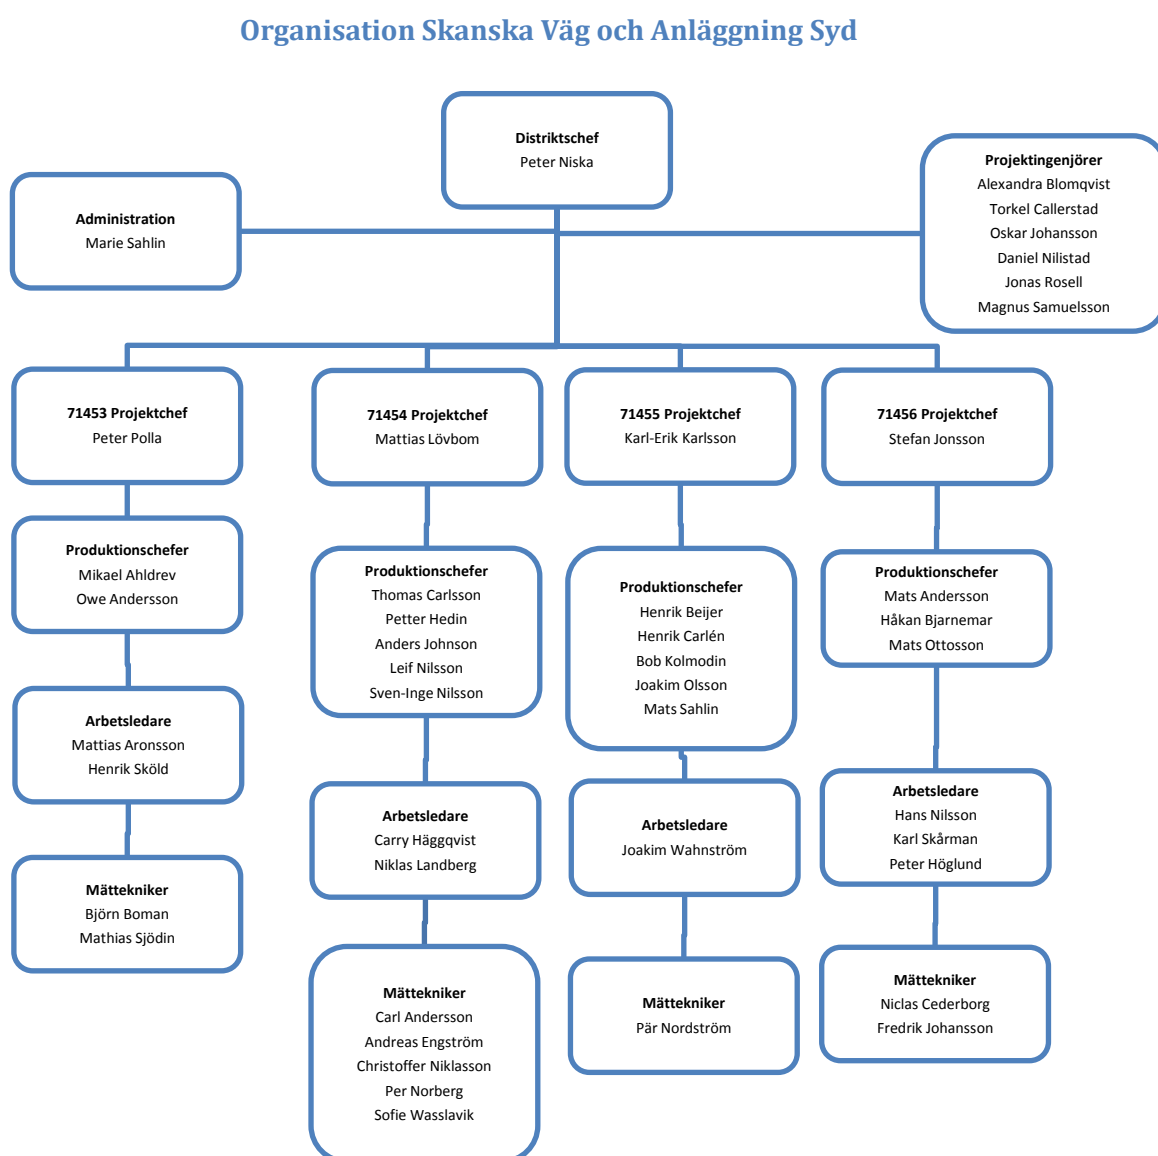 Organisation Skanska Väg och Anläggning Syd
Distriktschef
Peter Niska
Administration
Marie Sahlin
Projektingenjörer
Alexandra Blomqvist
Torkel Callerstad
Oskar Johansson
Daniel Nilistad
Jonas Rosell
Magnus Samuelsson
71453 Projektchef
Peter Polla
Produktionschefer
Mikael Ahldrev
Owe Andersson
Arbetsledare
Mattias Aronsson
Henrik Sköld
Mättekniker
Björn Boman
Mathias Sjödin
71454 Projektchef
Mattias Lövbom
Produktionschefer
Thomas Carlsson
Petter Hedin
Anders Johnson
Leif Nilsson
Sven-Inge Nilsson
Arbetsledare
Carry Häggqvist
Niklas Landberg
Mättekniker
Carl Andersson
Andreas Engström
Christoffer Niklasson
Per Norberg
Sofie Wasslavik
71455 Projektchef
Karl-Erik Karlsson
Produktionschefer
Henrik Beijer
Henrik Carlén
Bob Kolmodin
Joakim Olsson
Mats Sahlin
Arbetsledare
Joakim Wahnström
Mättekniker
Pär Nordström
71456 Projektchef
Stefan Jonsson
Produktionschefer
Mats Andersson
Håkan Bjarnemar
Mats Ottosson
Arbetsledare
Hans Nilsson
Karl Skårman
Peter Höglund
Mättekniker
Niclas Cederborg
Fredrik Johansson